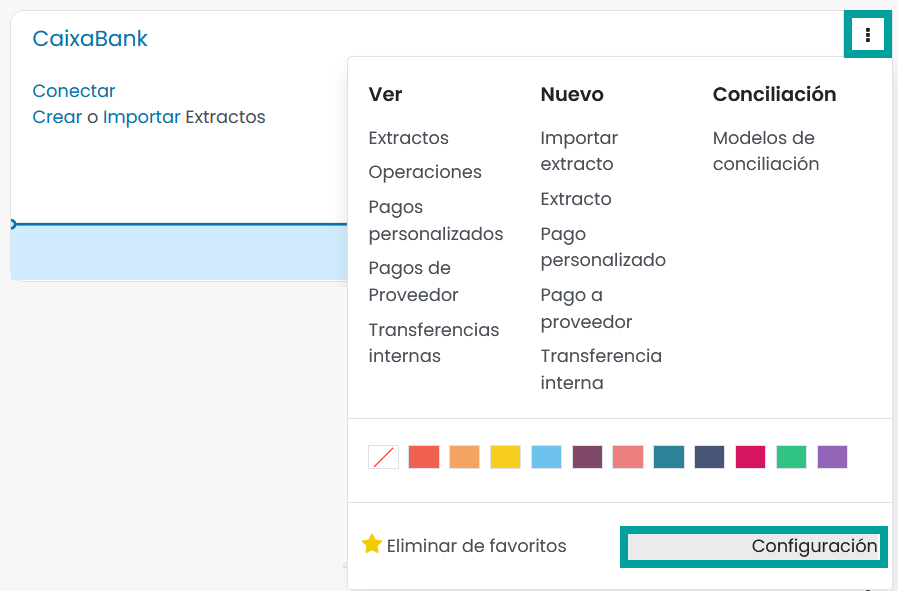 CaixaBank
Conectar
Crear o Importar Extractos
Ver
Extractos
Operaciones
Pagos
personalizados
Pagos de
Proveedor
Transferencias
internas
Nuevo
Importar
extracto
Extracto
Pago
personalizado
Pago a
proveedor
Transferencia
interna
Conciliación
Modelos de
conciliación
Eliminar de favoritos
Configuración